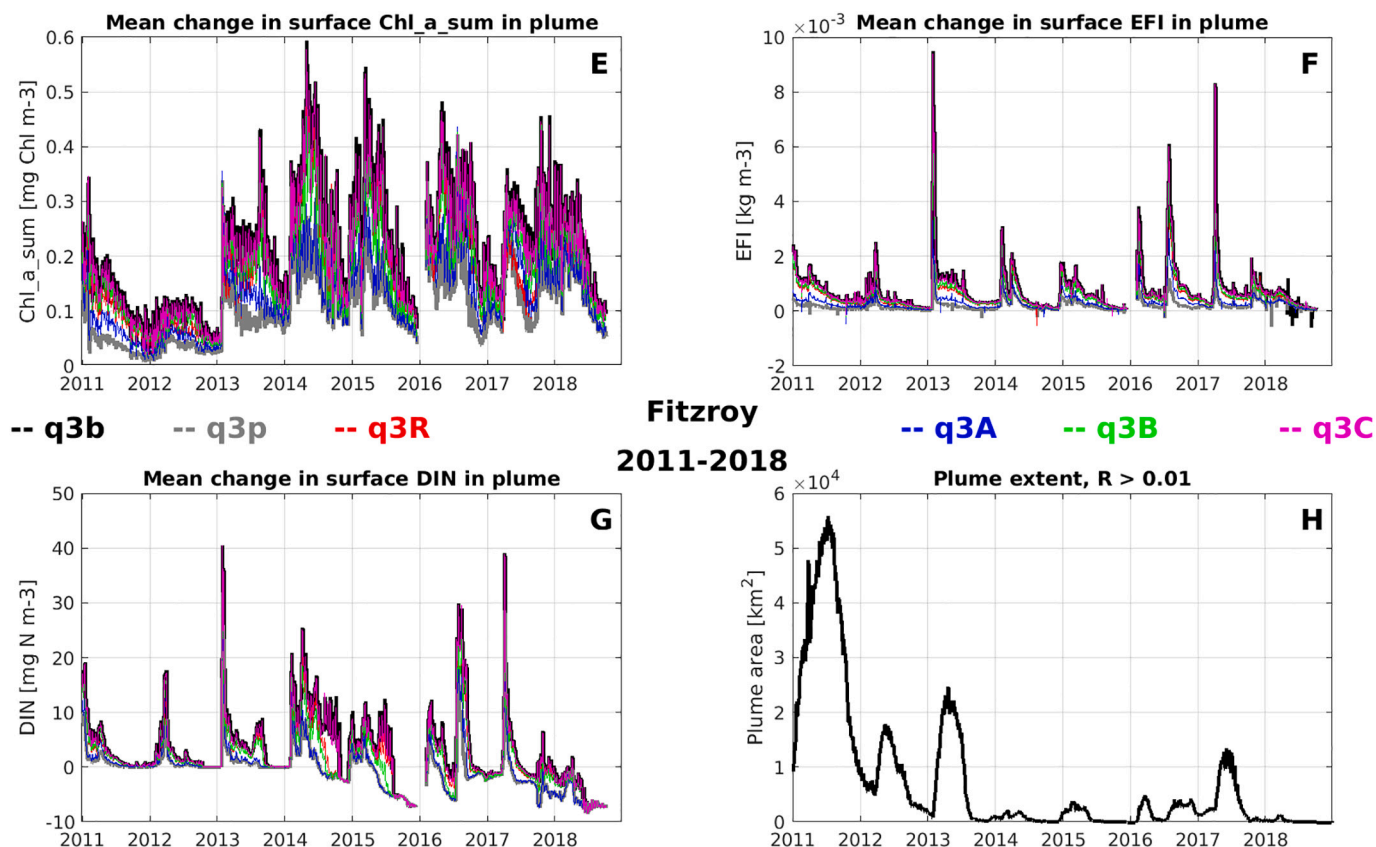 Mean change in surface Chl_a_sum in plume
0.6
0.5
0.4
0.3
0.2
0.1
0
Chl_a_sum [mg Chl m-3]
E
2011 2012 2013 2014 2015 2016 2017 2018
Mean change in surface EFI in plume
×10⁻³
10
8
6
4
2
0
-2
EFI [kg m-3]
F
2011 2012 2013 2014 2015 2016 2017 2018
Fitzroy
2011-2018
-- q3b -- q3p -- q3R
-- q3A -- q3B -- q3C
Mean change in surface DIN in plume
50
40
30
20
10
0
-10
DIN [mg N m-3]
G
2011 2012 2013 2014 2015 2016 2017 2018
Plume extent, R > 0.01
×10⁴
6
5
4
3
2
1
0
Plume area [km²]
H
2011 2012 2013 2014 2015 2016 2017 2018